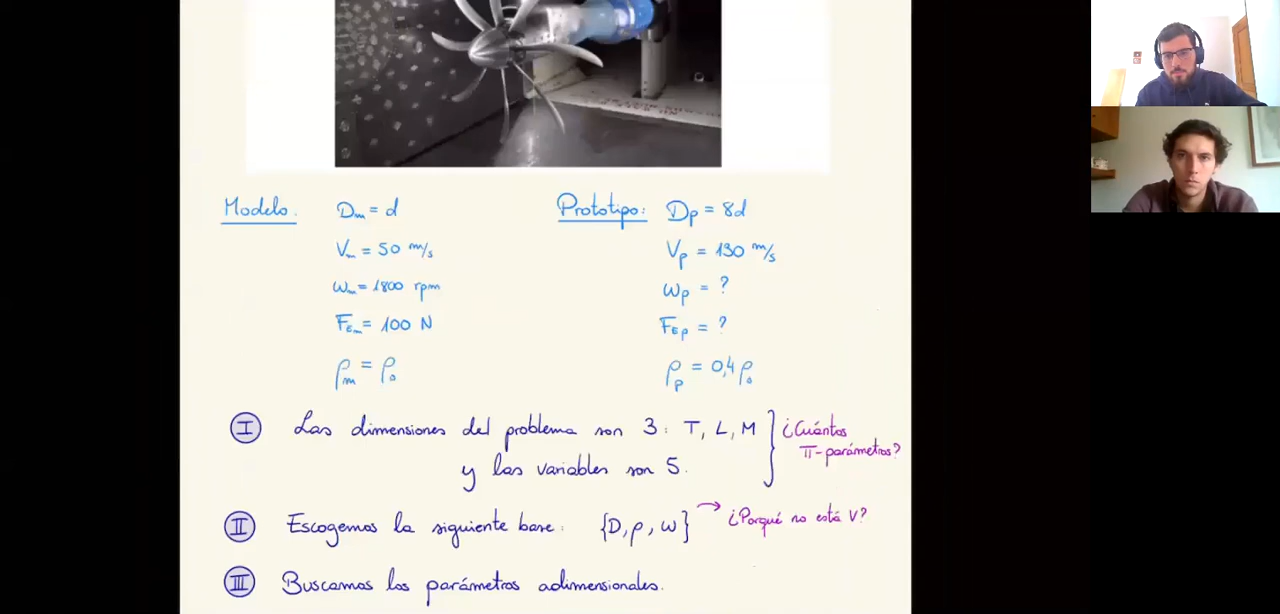 Modelo: Dm = d Prototipo: Dp = 8d
Vm = 50 m/s Vp = 130 m/s
ωm = 1800 rpm ωp = ?
FEm = 100 N FEp = ?
ρm = ρ₀ ρp = 0,4 ρ₀
I Las dimensiones del problema son 3: T, L, M ¿Cuántos
π-parámetros?
y las variables son 5.
II Escogemos la siguiente base: {D, ρ, ω} → ¿Porqué no está V?
III Buscamos los parámetros adimensionales.